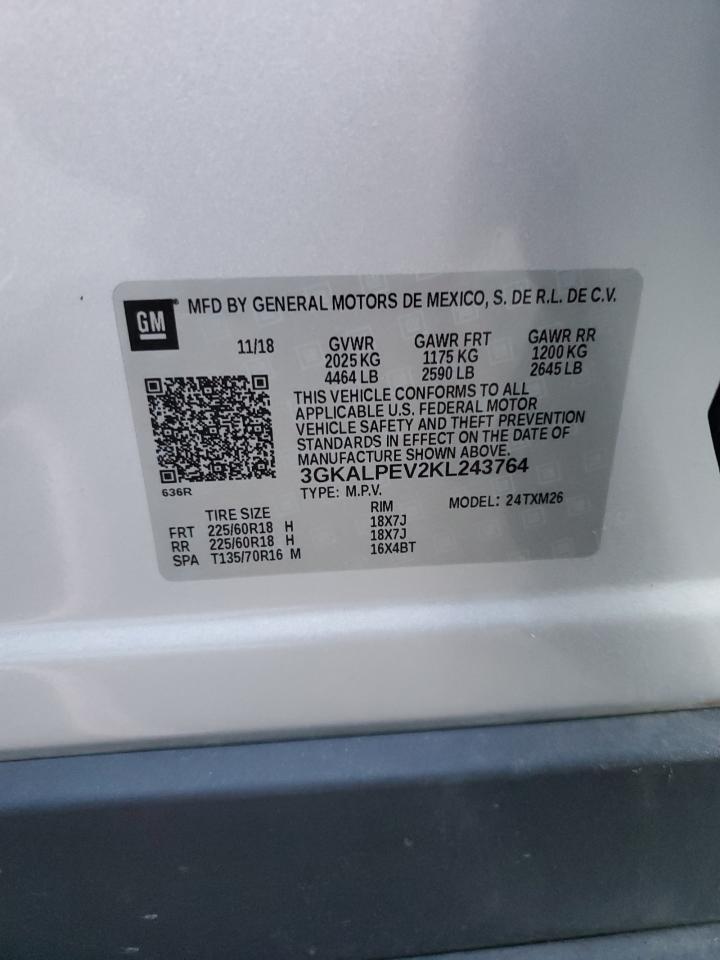 GM
® MFD BY GENERAL MOTORS DE MEXICO, S. DE R.L. DE C.V.
11/18 GVWR GAWR FRT GAWR RR
2025 KG 1175 KG 1200 KG
4464 LB 2590 LB 2645 LB
THIS VEHICLE CONFORMS TO ALL
APPLICABLE U.S. FEDERAL MOTOR
VEHICLE SAFETY AND THEFT PREVENTION
STANDARDS IN EFFECT ON THE DATE OF
MANUFACTURE SHOWN ABOVE.
3GKALPEV2KL243764
636R
TYPE: M.P.V. MODEL: 24TXM26
TIRE SIZE RIM
FRT 225/60R18 H 18X7J
RR 225/60R18 H 18X7J
SPA T135/70R16 M 16X4BT